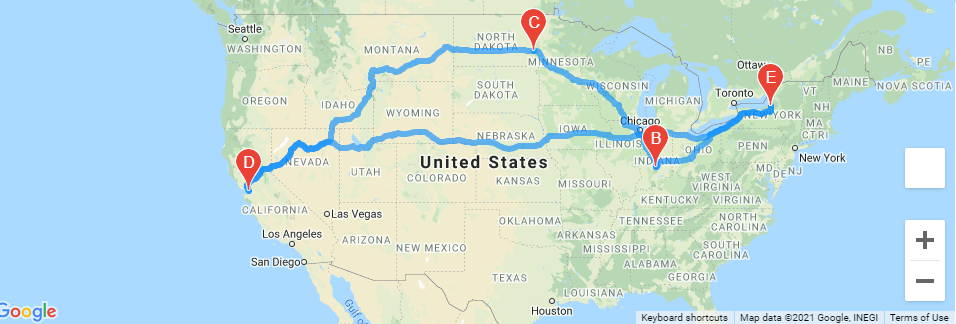 Seattle
WASHINGTON
MONTANA
NORTH
DAKOTA
C
MINNESOTA
Ottawa
E
MAINE
NB
PE
NOVA SCOTIA
OREGON
IDAHO
WYOMING
SOUTH
DAKOTA
WISCONSIN
MICHIGAN
Toronto
VT
NH
NEW YORK
MA
CT RI
D
NEVADA
UTAH
NEBRASKA
IOWA
Chicago
ILLINOIS
B
INDIANA
OHIO
PENN
New York
MD
DE
NJ
United States
COLORADO
KANSAS
MISSOURI
WEST
VIRGINIA
KENTUCKY
VIRGINIA
CALIFORNIA
Las Vegas
Los Angeles
ARIZONA
NEW MEXICO
OKLAHOMA
TENNESSEE
NORTH
CAROLINA
ARKANSAS
MISSISSIPPI
SOUTH
CAROLINA
San Diego
ALABAMA
GEORGIA
TEXAS
LOUISIANA
Houston
Gulf of
Google
Keyboard shortcuts
Map data ©2021 Google, INEGI
Terms of Use